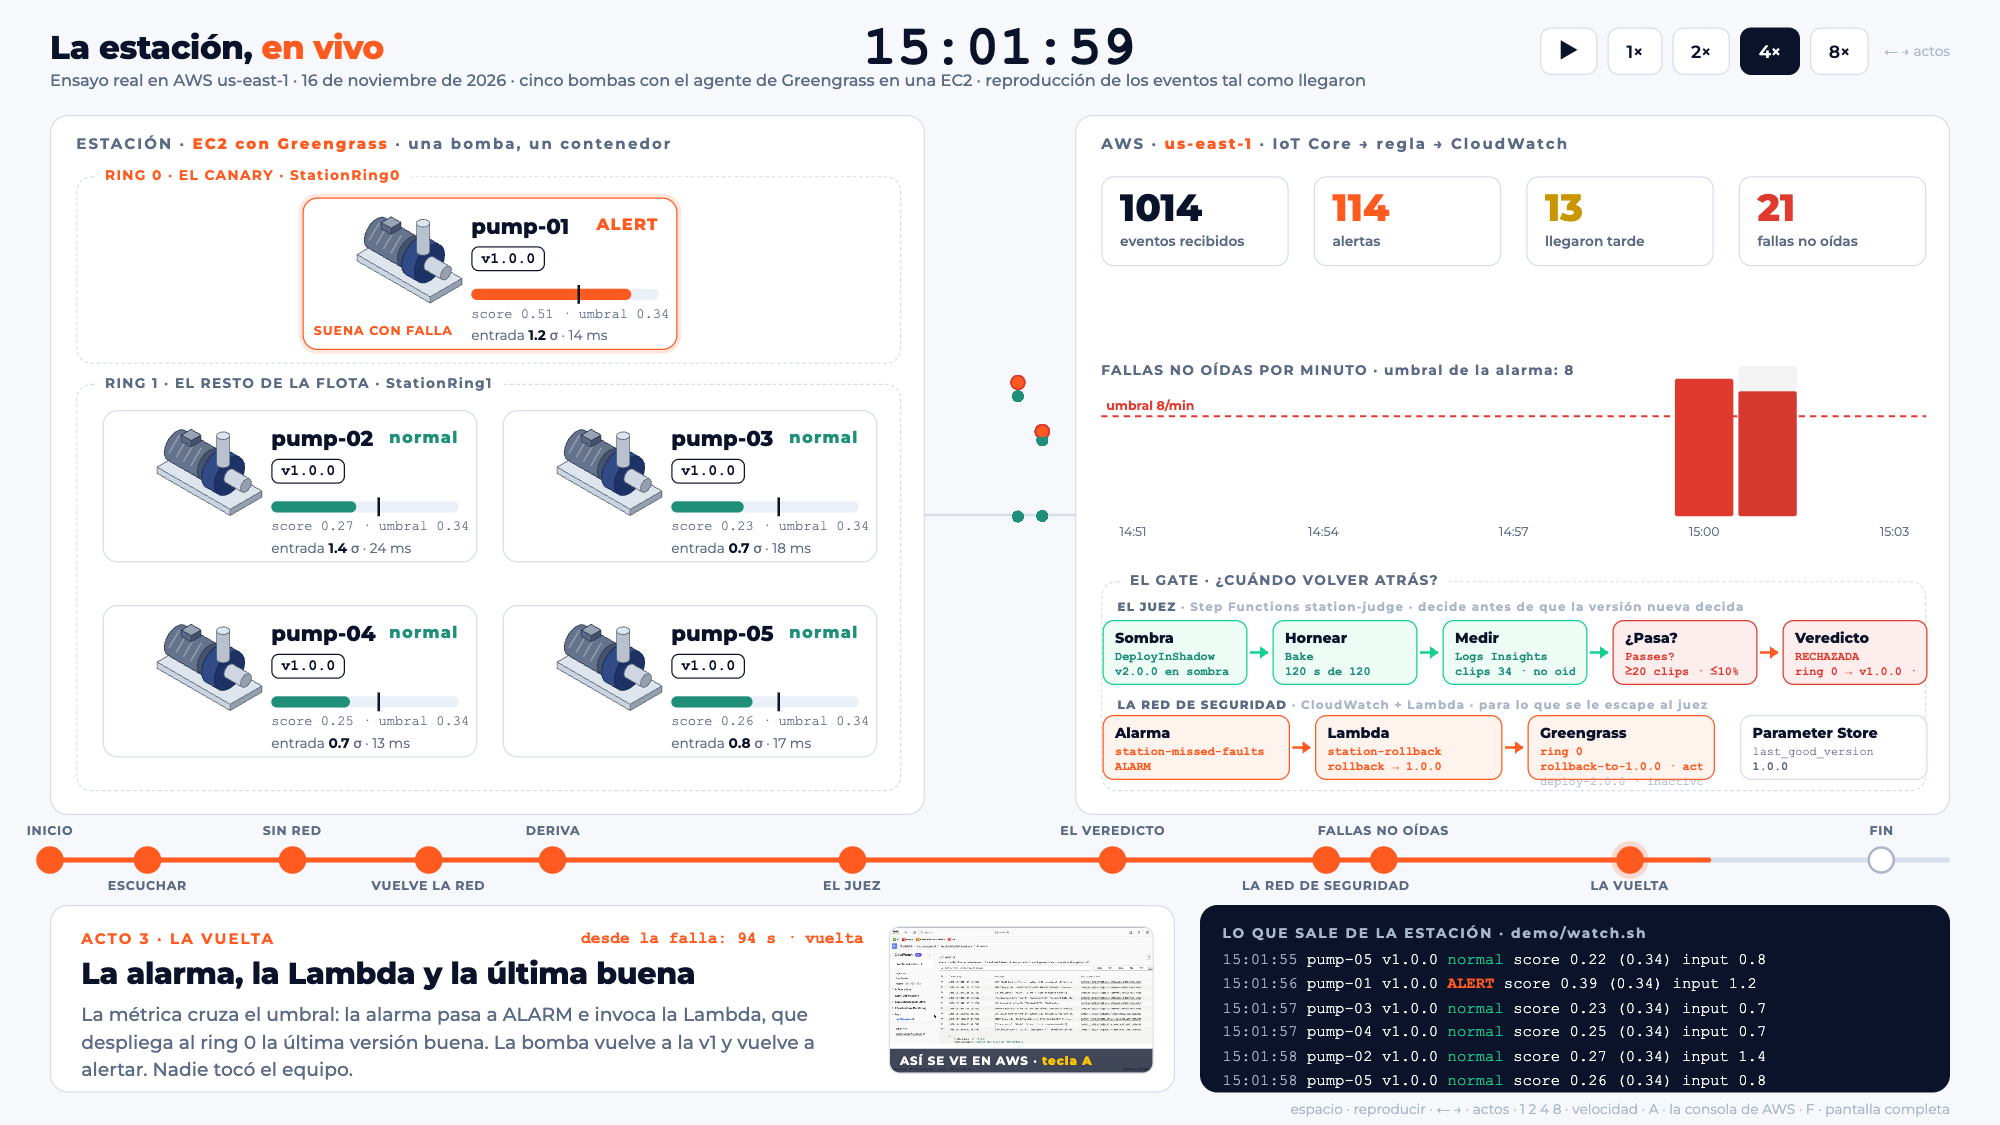 La estación, en vivo
15:01:59
▶ 1× 2× 4× 8× ←→ actos
Ensayo real en AWS us-east-1 · 16 de noviembre de 2026 · cinco bombas con el agente de Greengrass en una EC2 · reproducción de los eventos tal como llegaron
ESTACIÓN · EC2 con Greengrass · una bomba, un contenedor
RING 0 · EL CANARY · StationRing0
pump-01 ALERT
v1.0.0
score 0.51 · umbral 0.34
SUENA CON FALLA
entrada 1.2 σ · 14 ms
RING 1 · EL RESTO DE LA FLOTA · StationRing1
pump-02 normal
v1.0.0
score 0.27 · umbral 0.34
entrada 1.4 σ · 24 ms
pump-03 normal
v1.0.0
score 0.23 · umbral 0.34
entrada 0.7 σ · 18 ms
pump-04 normal
v1.0.0
score 0.25 · umbral 0.34
entrada 0.7 σ · 13 ms
pump-05 normal
v1.0.0
score 0.26 · umbral 0.34
entrada 0.8 σ · 17 ms
AWS · us-east-1 · IoT Core → regla → CloudWatch
1014
eventos recibidos
114
alertas
13
llegaron tarde
21
fallas no oídas
FALLAS NO OÍDAS POR MINUTO · umbral de la alarma: 8
umbral 8/min
14:51 14:54 14:57 15:00 15:03
EL GATE · ¿CUÁNDO VOLVER ATRÁS?
EL JUEZ · Step Functions station-judge · decide antes de que la versión nueva decida
Sombra
DeployInShadow
v2.0.0 en sombra
Hornear
Bake
120 s de 120
Medir
Logs Insights
clips 34 · no oíd
¿Pasa?
Passes?
≥20 clips · ≤10%
Veredicto
RECHAZADA
ring 0 → v1.0.0 ·
LA RED DE SEGURIDAD · CloudWatch + Lambda · para lo que se le escape al juez
Alarma
station-missed-faults
ALARM
Lambda
station-rollback
rollback → 1.0.0
Greengrass
ring 0
rollback-to-1.0.0 · act
deploy-2.0.0 · inactivo
Parameter Store
last_good_version
1.0.0
INICIO SIN RED DERIVA EL VEREDICTO FALLAS NO OÍDAS FIN
ESCUCHAR VUELVE LA RED EL JUEZ LA RED DE SEGURIDAD LA VUELTA
ACTO 3 · LA VUELTA
desde la falla: 94 s · vuelta
La alarma, la Lambda y la última buena
La métrica cruza el umbral: la alarma pasa a ALARM e invoca la Lambda, que
despliega al ring 0 la última versión buena. La bomba vuelve a la v1 y vuelve a
alertar. Nadie tocó el equipo.
ASÍ SE VE EN AWS · tecla A
LO QUE SALE DE LA ESTACIÓN · demo/watch.sh
15:01:55 pump-05 v1.0.0 normal score 0.22 (0.34) input 0.8
15:01:56 pump-01 v1.0.0 ALERT score 0.39 (0.34) input 1.2
15:01:57 pump-03 v1.0.0 normal score 0.23 (0.34) input 0.7
15:01:57 pump-04 v1.0.0 normal score 0.25 (0.34) input 0.7
15:01:58 pump-02 v1.0.0 normal score 0.27 (0.34) input 1.4
15:01:58 pump-05 v1.0.0 normal score 0.26 (0.34) input 0.8
espacio · reproducir · ←→ · actos · 1 2 4 8 · velocidad · A · la consola de AWS · F · pantalla completa